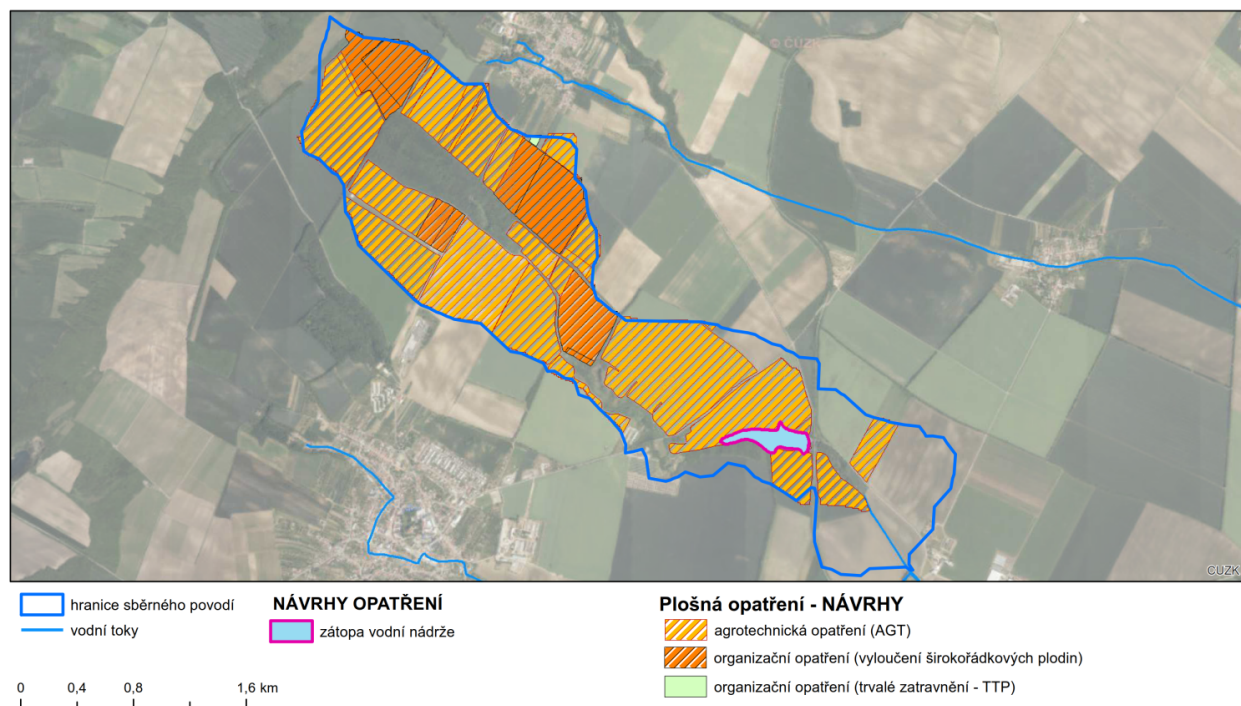 © ČÚZK
CÚZK
hranice sběrného povodí
vodní toky
NÁVRHY OPATŘENÍ
zátopa vodní nádrže
Plošná opatření - NÁVRHY
agrotechnická opatření (AGT)
organizační opatření (vyloučení širokořádkových plodin)
organizační opatření (trvalé zatravnění - TTP)
0 0,4 0,8 1,6 km